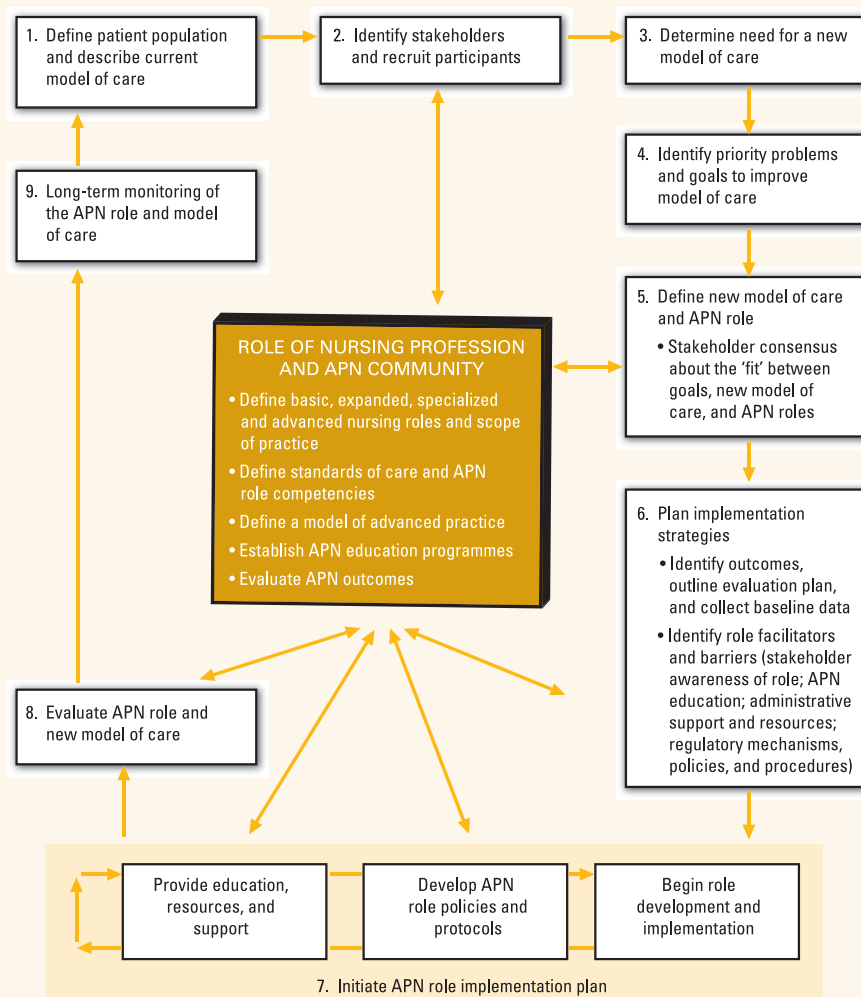 1. Define patient population
and describe current
model of care
2. Identify stakeholders
and recruit participants
3. Determine need for a new
model of care
4. Identify priority problems
and goals to improve
model of care
5. Define new model of care
and APN role
• Stakeholder consensus
about the 'fit' between
goals, new model of
care, and APN roles
6. Plan implementation
strategies
• Identify outcomes,
outline evaluation plan,
and collect baseline data
• Identify role facilitators
and barriers (stakeholder
awareness of role; APN
education; administrative
support and resources;
regulatory mechanisms,
policies, and procedures)
Provide education,
resources, and
support
Develop APN
role policies and
protocols
Begin role
development and
implementation
7. Initiate APN role implementation plan
8. Evaluate APN role and
new model of care
9. Long-term monitoring of
the APN role and model
of care
ROLE OF NURSING PROFESSION
AND APN COMMUNITY
• Define basic, expanded, specialized
and advanced nursing roles and scope
of practice
• Define standards of care and APN
role competencies
• Define a model of advanced practice
• Establish APN education programmes
• Evaluate APN outcomes